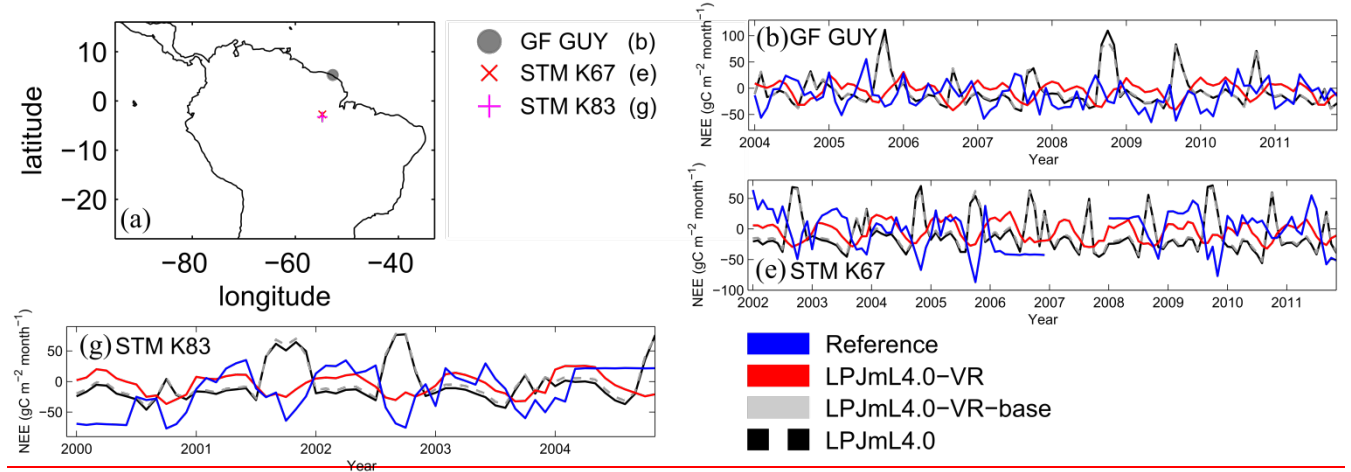 10
0
−10
−20
latitude
(a)
−80 −60 −40
longitude
GF GUY (b)
STM K67 (e)
STM K83 (g)
(b) GF GUY
NEE (gC m−2 month−1)
100
50
0
−50
2004 2005 2006 2007 2008 2009 2010 2011
Year
(e) STM K67
NEE (gC m−2 month−1)
50
0
−50
−100
2002 2003 2004 2005 2006 2007 2008 2009 2010 2011
Year
(g) STM K83
NEE (gC m−2 month−1)
50
0
−50
2000 2001 2002 2003 2004
Year
Reference
LPJmL4.0−VR
LPJmL4.0−VR−base
LPJmL4.0